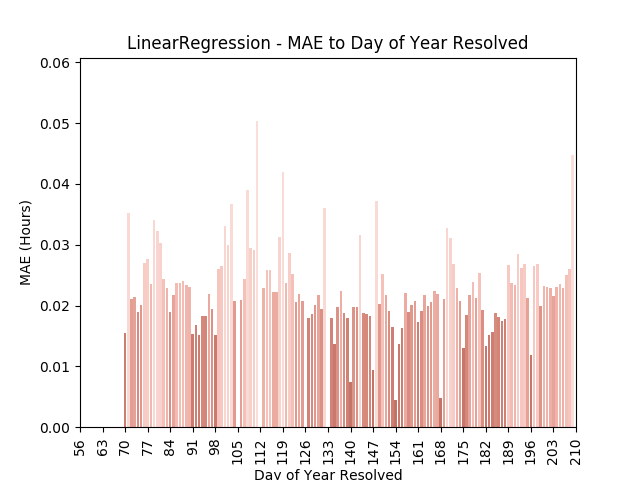 LinearRegression - MAE to Day of Year Resolved
0.06
0.05
0.04
0.03
0.02
0.01
0.00
MAE (Hours)
56 63 70 77 84 91 98 105 112 119 126 133 140 147 154 161 168 175 182 189 196 203 210
Day of Year Resolved